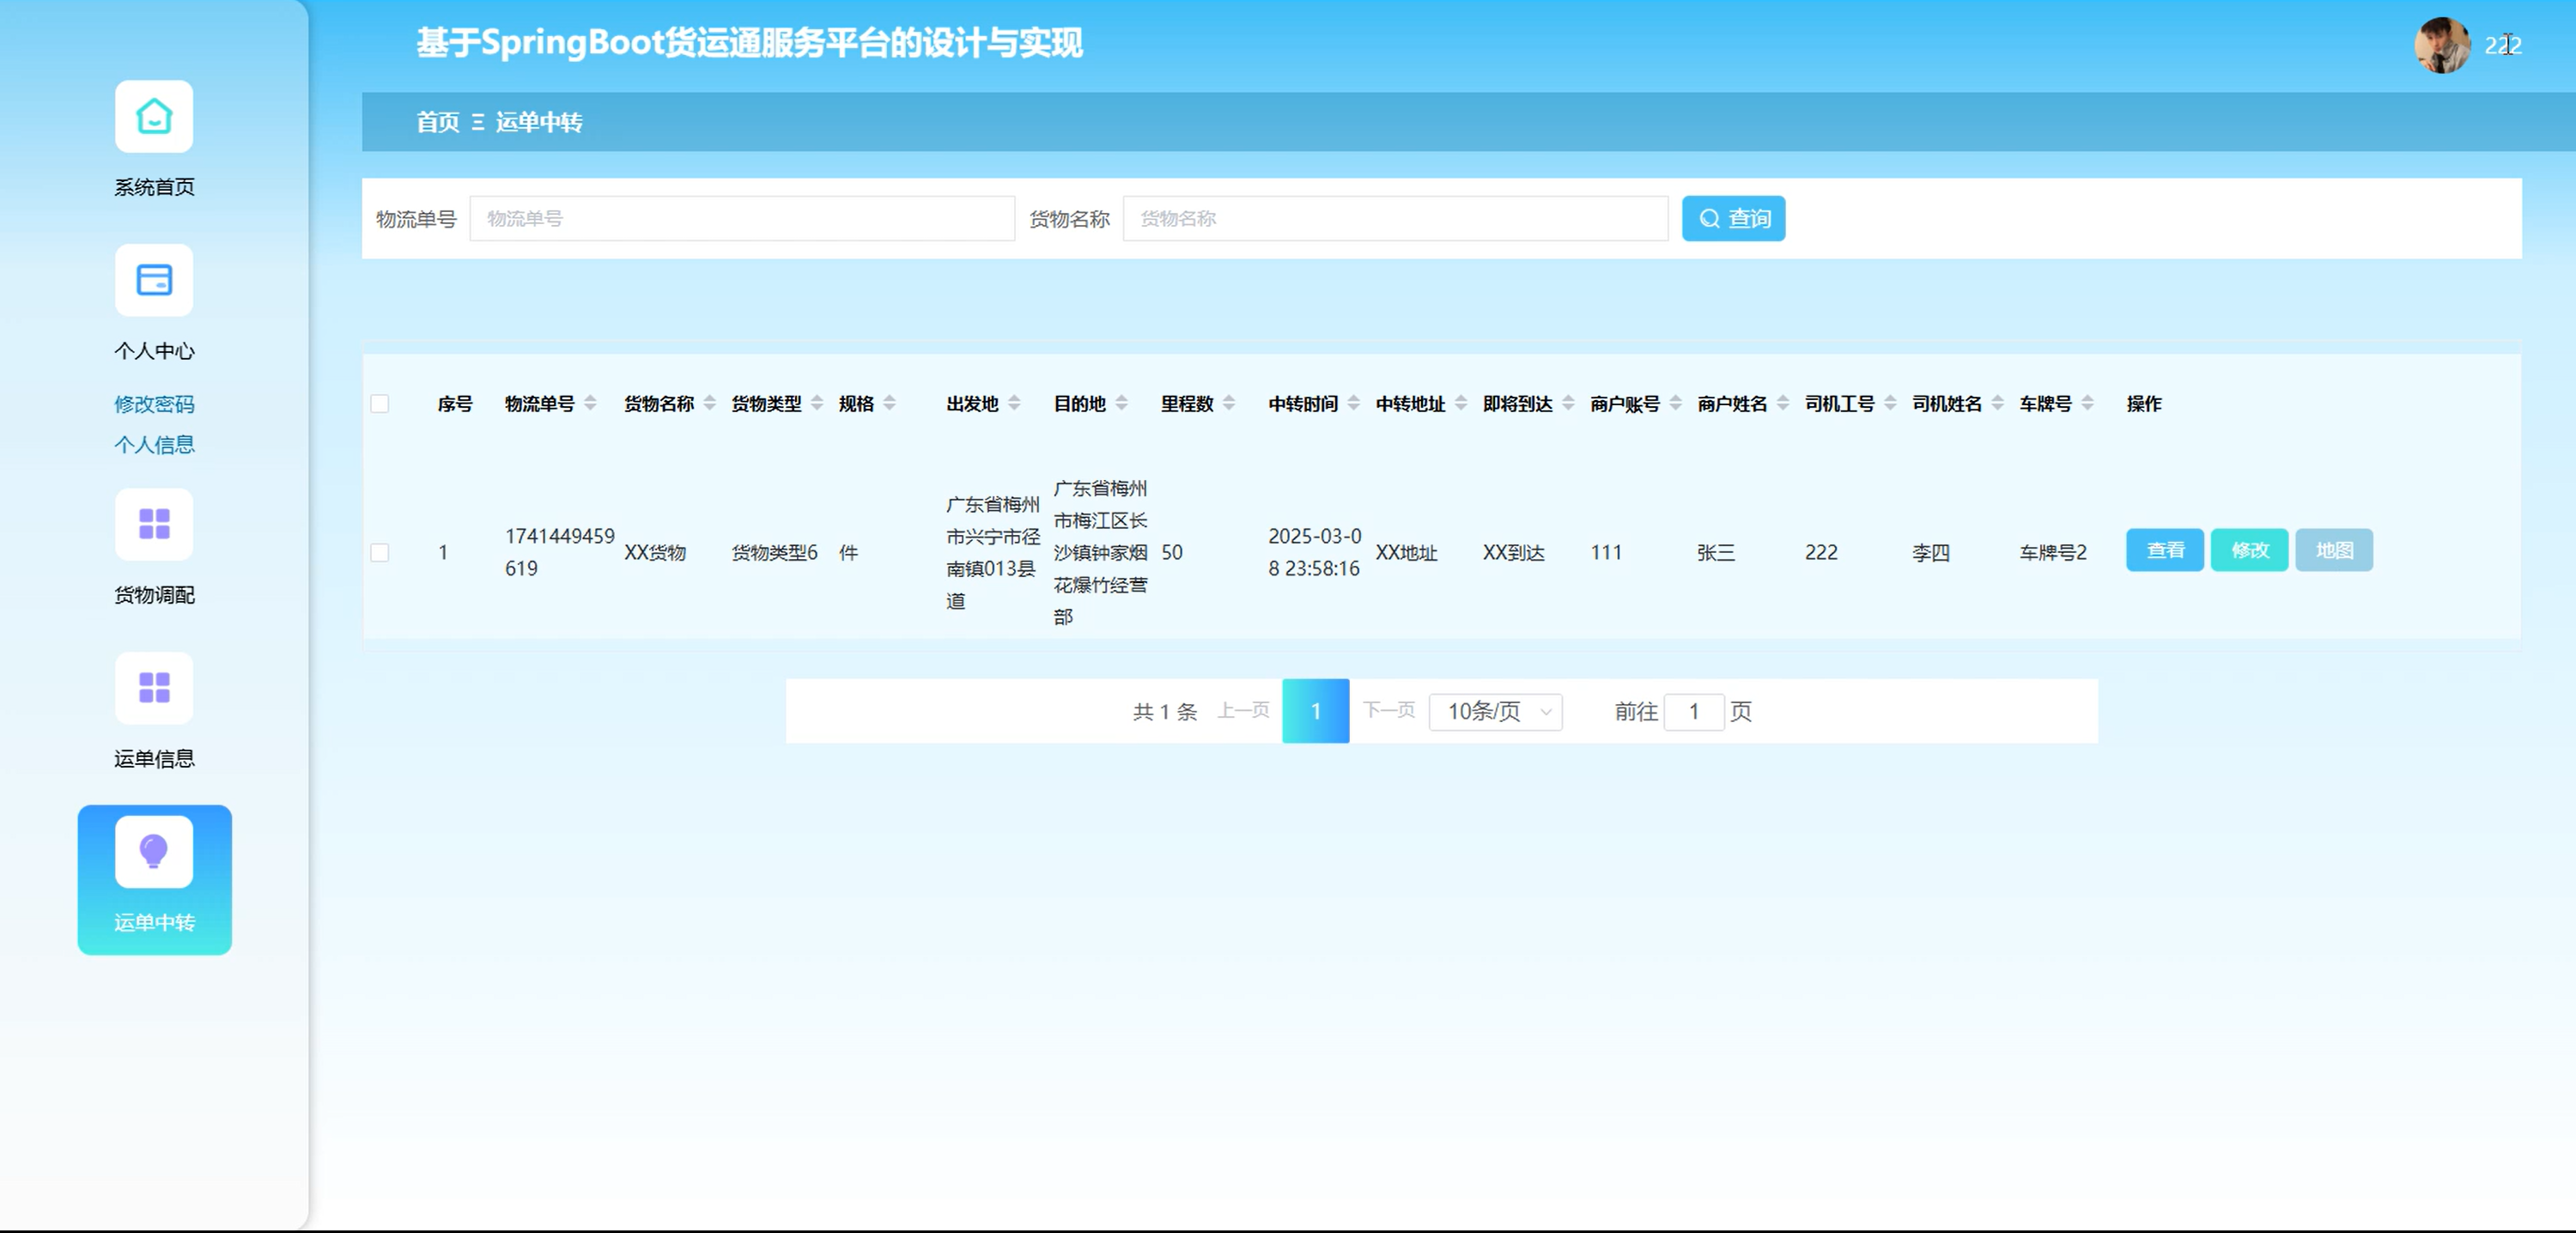 基于SpringBoot货运通服务平台的设计与实现
222
首页 Ξ 运单中转
系统首页
个人中心
修改密码
个人信息
货物调配
运单信息
运单中转
物流单号 物流单号 货物名称 货物名称 查询
序号 物流单号 货物名称 货物类型 规格 出发地 目的地 里程数 中转时间 中转地址 即将到达 商户账号 商户姓名 司机工号 司机姓名 车牌号 操作
1
1741449459
619
XX货物
货物类型6
件
广东省梅州
市兴宁市径
南镇013县
道
广东省梅州
市梅江区长
沙镇钟家烟
花爆竹经营
部
50
2025-03-0
8 23:58:16
XX地址
XX到达
111
张三
222
李四
车牌号2
查看 修改 地图
共 1 条 上一页 1 下一页 10条/页 前往 1 页